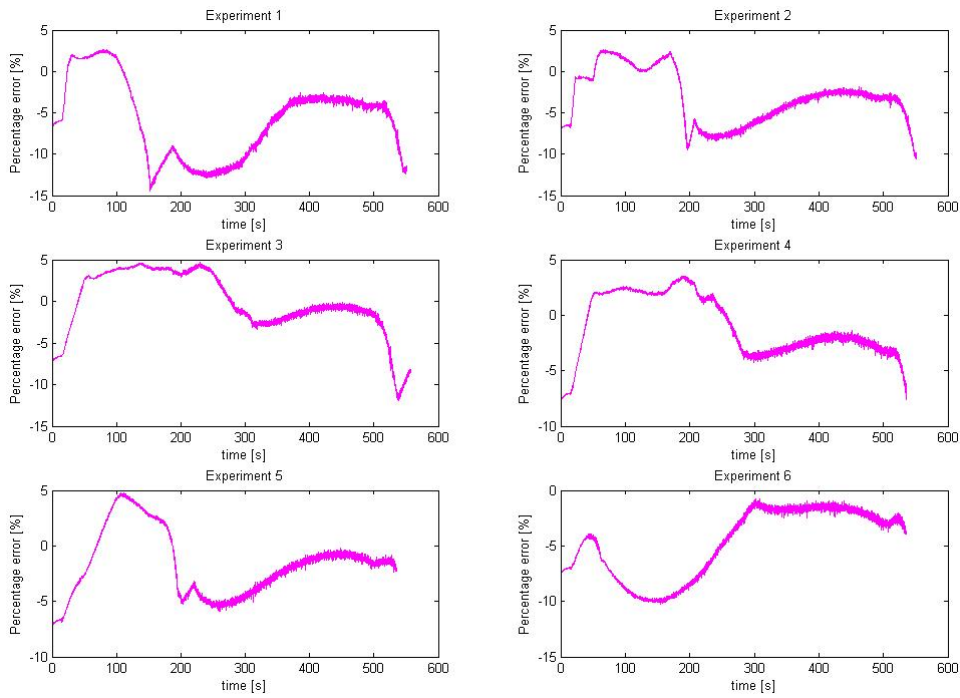 Experiment 1
5
0
-5
-10
-15
Percentage error [%]
0 100 200 300 400 500 600
time [s]
Experiment 2
5
0
-5
-10
-15
Percentage error [%]
0 100 200 300 400 500 600
time [s]
Experiment 3
5
0
-5
-10
-15
Percentage error [%]
0 100 200 300 400 500 600
time [s]
Experiment 4
5
0
-5
-10
Percentage error [%]
0 100 200 300 400 500 600
time [s]
Experiment 5
5
0
-5
-10
Percentage error [%]
0 100 200 300 400 500 600
time [s]
Experiment 6
0
-5
-10
-15
Percentage error [%]
0 100 200 300 400 500 600
time [s]